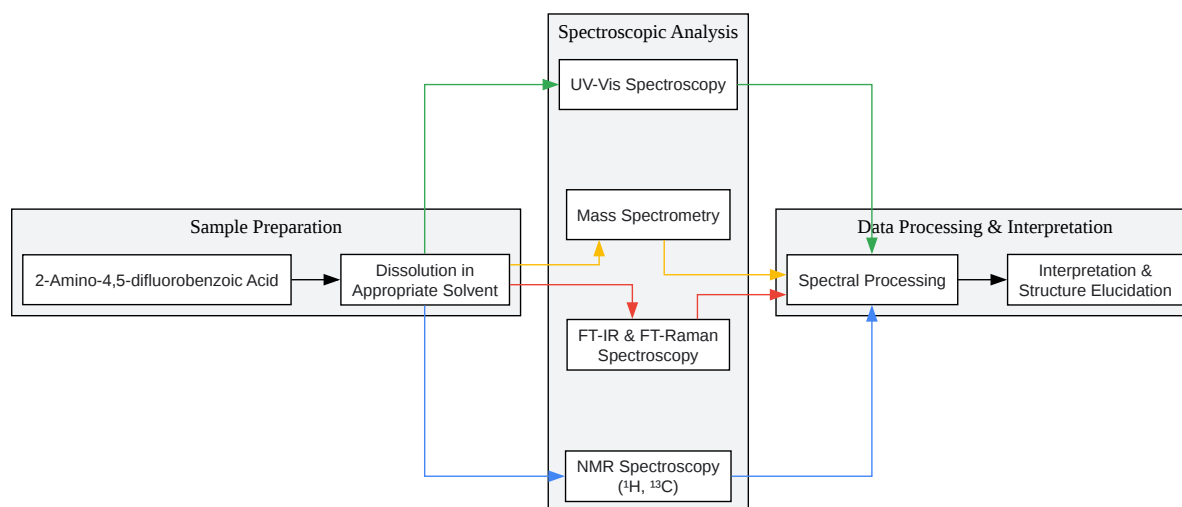 Spectroscopic Analysis
UV-Vis Spectroscopy
Mass Spectrometry
Sample Preparation
Data Processing & Interpretation
2-Amino-4,5-difluorobenzoic Acid
Dissolution in
Appropriate Solvent
Spectral Processing
Interpretation &
Structure Elucidation
FT-IR & FT-Raman
Spectroscopy
NMR Spectroscopy
(¹H, ¹³C)